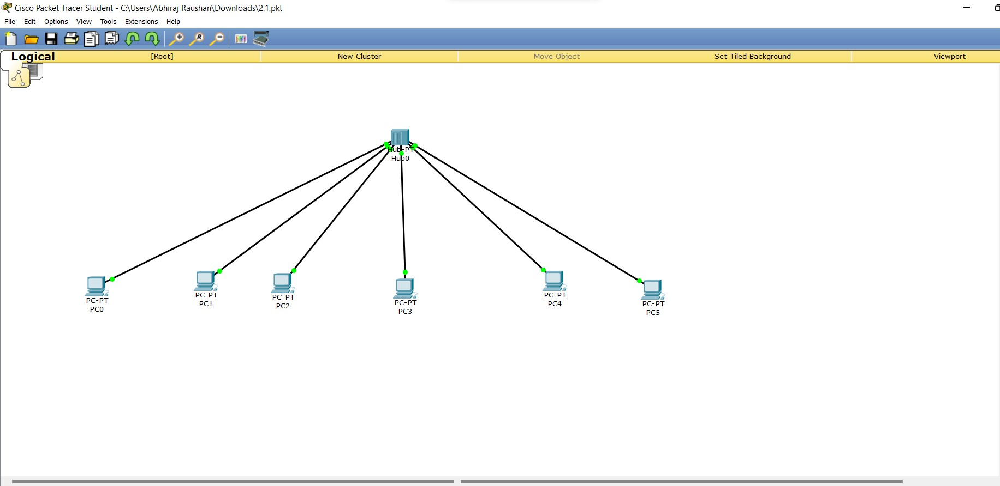 Cisco Packet Tracer Student - C:\Users\Abhiraj Raushan\Downloads\2.1.pkt
File Edit Options View Tools Extensions Help
R
Logical [Root] New Cluster Move Object Set Tiled Background Viewport
Hub-PT
Hub0
PC-PT
PC0
PC-PT
PC1
PC-PT
PC2
PC-PT
PC3
PC-PT
PC4
PC-PT
PC5